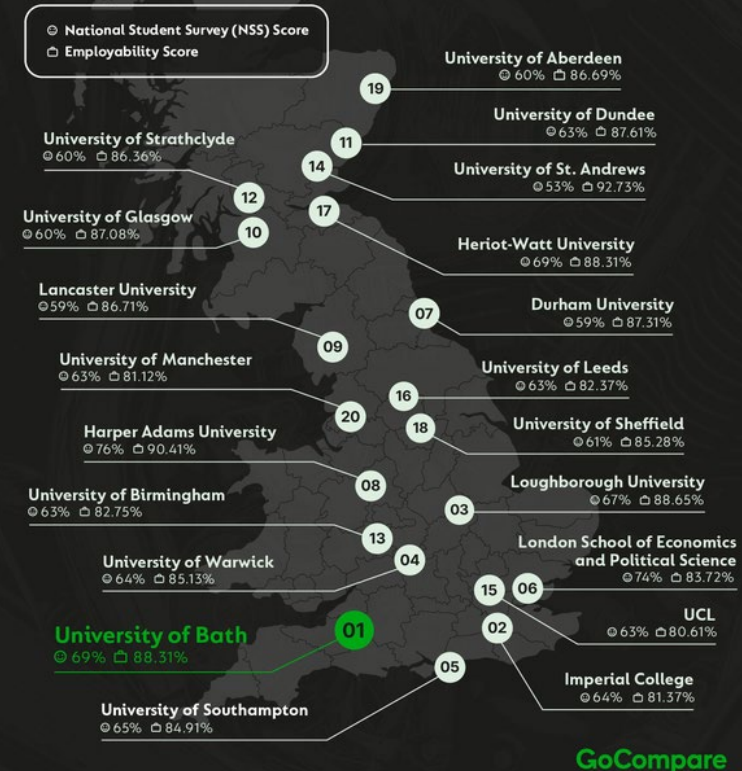 National Student Survey (NSS) Score
Employability Score
University of Aberdeen
60% 86.69%
19
University of Dundee
63% 87.61%
11
University of Strathclyde
60% 86.36%
14
University of St. Andrews
53% 92.73%
12
17
University of Glasgow
60% 87.08%
10
Heriot-Watt University
69% 88.31%
Lancaster University
59% 86.71%
Durham University
59% 87.31%
07
09
University of Manchester
63% 81.12%
University of Leeds
63% 82.37%
16
20
18
University of Sheffield
61% 85.28%
Harper Adams University
76% 90.41%
08
Loughborough University
67% 88.65%
University of Birmingham
63% 82.75%
03
13
London School of Economics
and Political Science
74% 83.72%
University of Warwick
64% 85.13%
04
15
06
UCL
63% 80.61%
University of Bath
69% 88.31%
01
02
05
Imperial College
64% 81.37%
University of Southampton
65% 84.91%
GoCompare